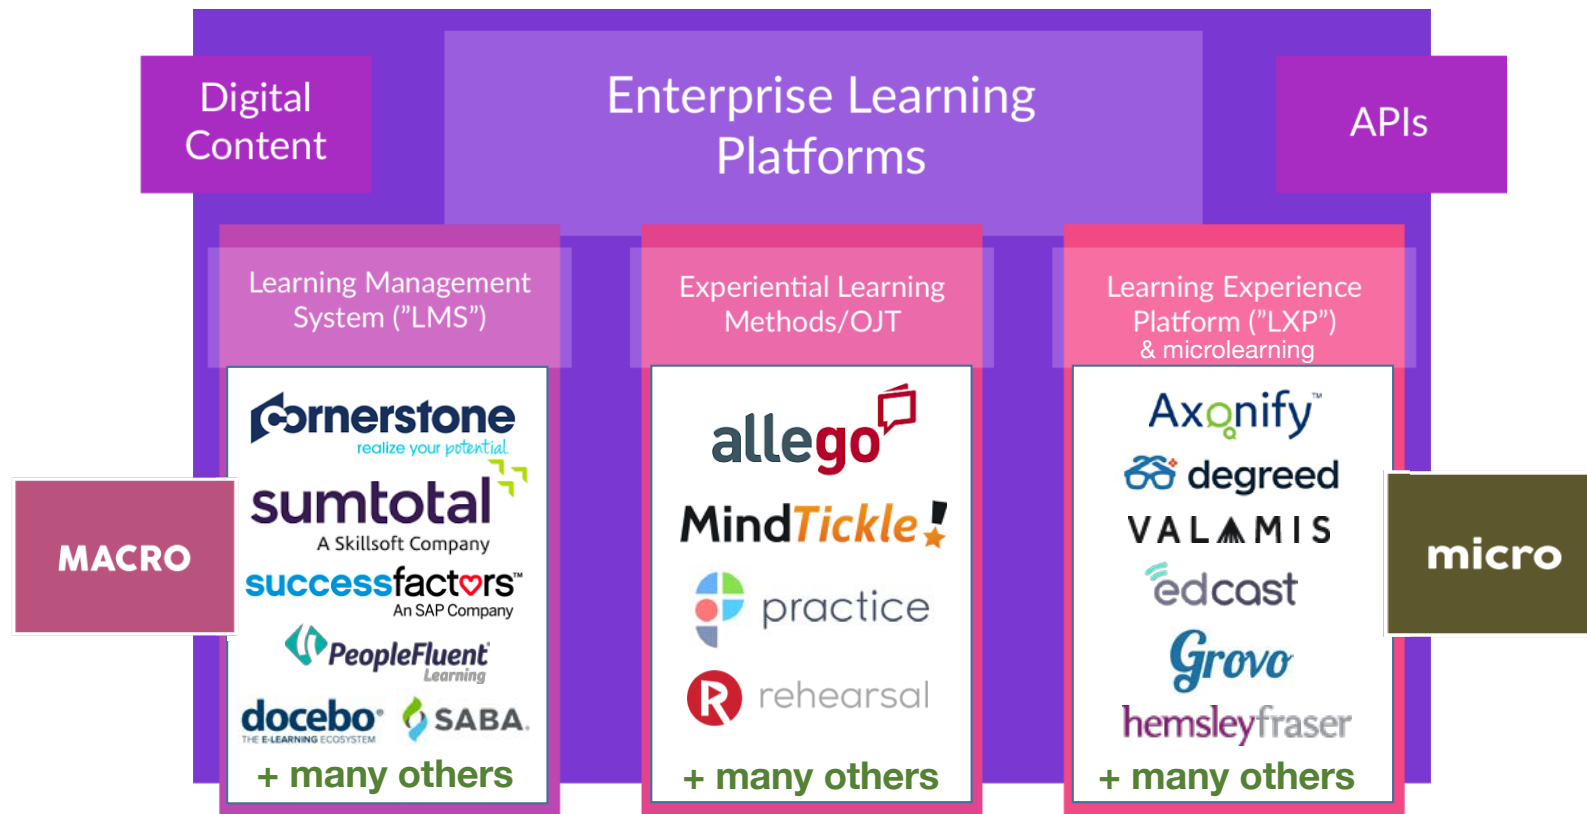 Digital
Content
Enterprise Learning
Platforms
APIs
Learning Management
System (”LMS”)
Experiential Learning
Methods/OJT
Learning Experience
Platform (”LXP”)
& microlearning
MACRO
cornerstone
realize your potential.
sumtotal
A Skillsoft Company
successfactors™
An SAP Company
PeopleFluent
Learning
docebo®
THE E-LEARNING ECOSYSTEM
SABA.
+ many others
allego
MindTickle!
practice
R rehearsal
+ many others
Axonify™
degreed
VALAMIS
edcast
Grovo
hemsleyfraser
+ many others
micro